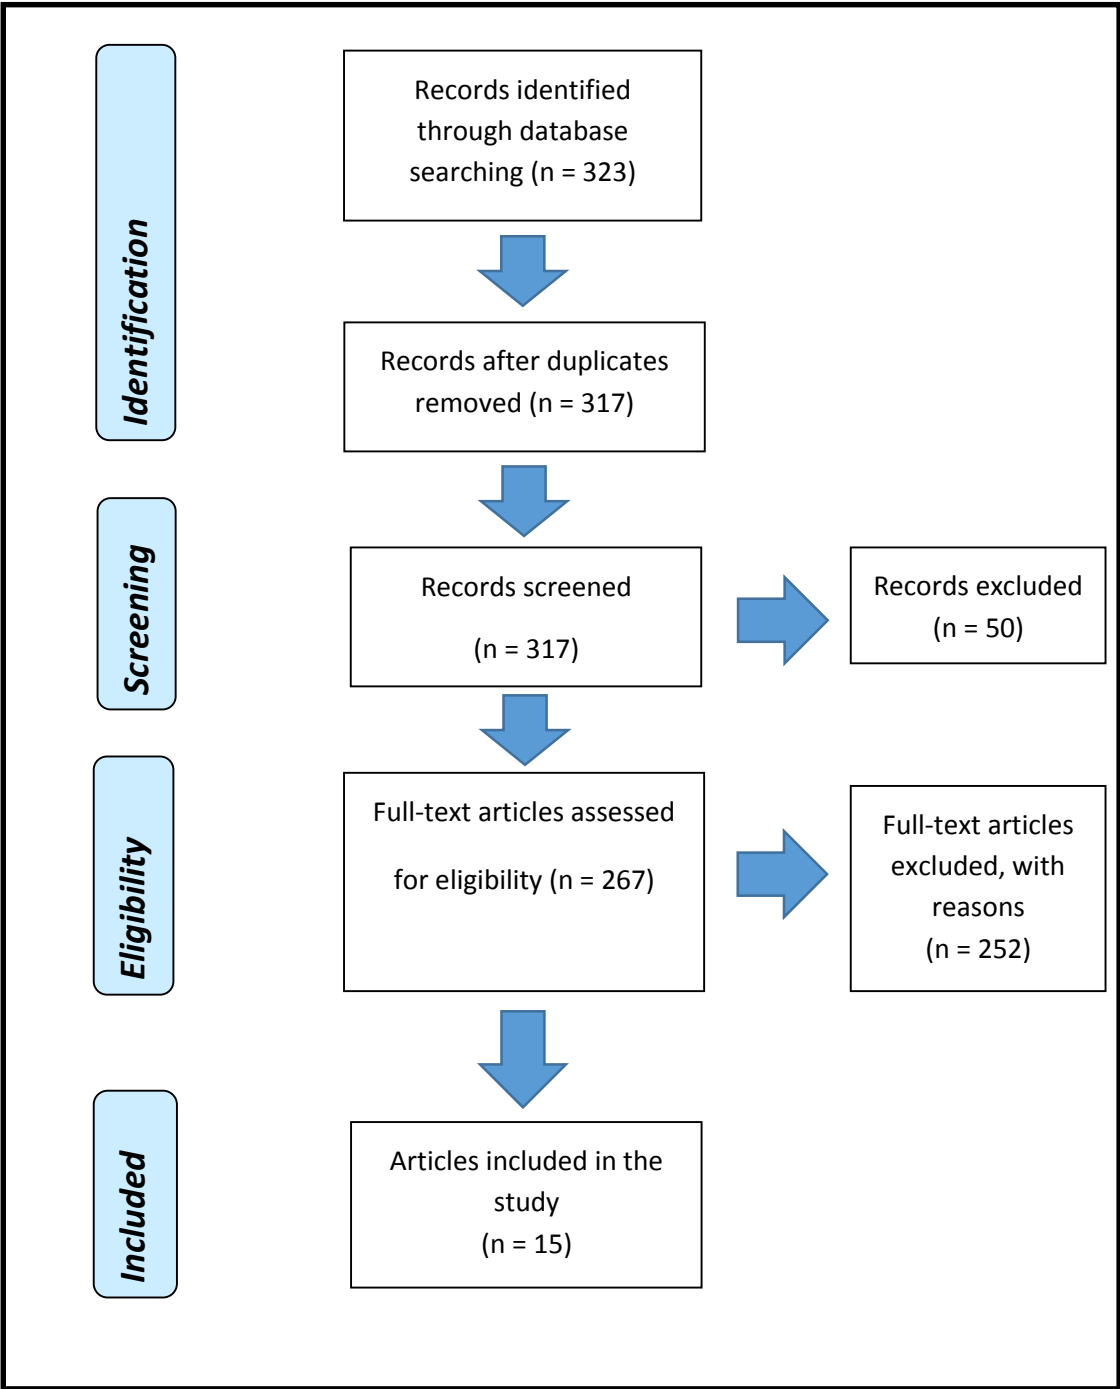 Identification
Records identified
through database
searching (n = 323)
Records after duplicates
removed (n = 317)
Screening
Records screened
(n = 317)
Records excluded
(n = 50)
Eligibility
Full-text articles assessed
for eligibility (n = 267)
Full-text articles
excluded, with
reasons
(n = 252)
Included
Articles included in the
study
(n = 15)